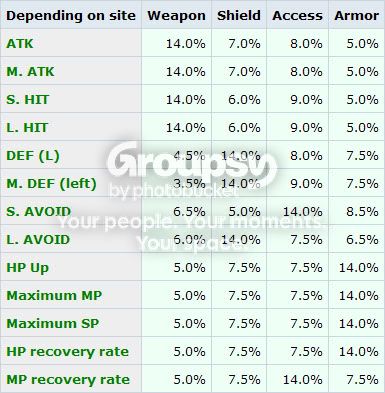 Depending on site Weapon Shield Access Armor
ATK 14.0% 7.0% 8.0% 5.0%
M. ATK 14.0% 7.0% 8.0% 5.0%
S. HIT 14.0% 6.0% 9.0% 5.0%
L. HIT 14.0% 6.0% 9.0% 5.0%
DEF (L) 4.5% 14.0% 8.0% 7.5%
M. DEF (left) 3.5% 14.0% 9.0% 7.5%
S. AVOID 6.5% 5.0% 14.0% 8.5%
L. AVOID 6.0% 14.0% 7.5% 6.5%
HP Up 5.0% 7.5% 7.5% 14.0%
Maximum MP 5.0% 7.5% 7.5% 14.0%
Maximum SP 5.0% 7.5% 7.5% 14.0%
HP recovery rate 5.0% 7.5% 7.5% 14.0%
MP recovery rate 5.0% 7.5% 14.0% 7.5%
Groupsy
by photobucket
Your people. Your moments.
Your space.